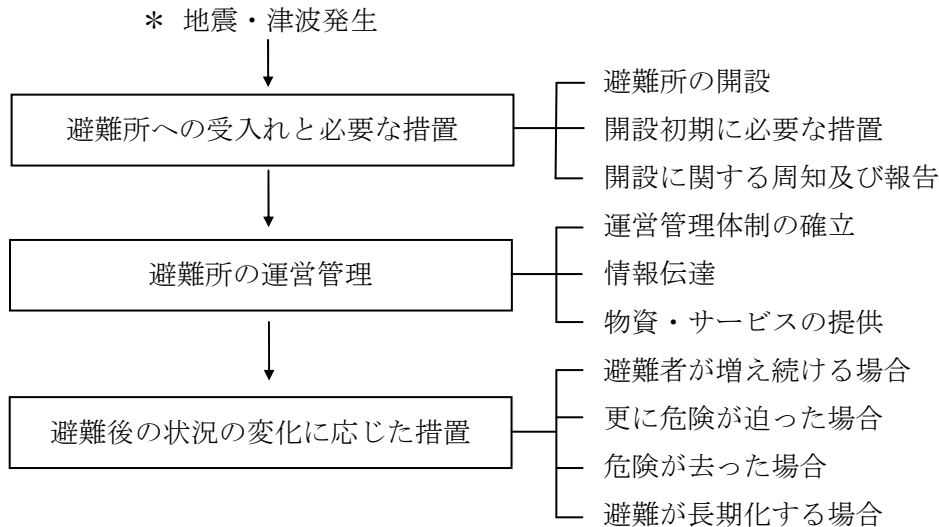 ＊ 地震・津波発生
避難所への受入れと必要な措置
避難所の開設
開設初期に必要な措置
開設に関する周知及び報告
避難所の運営管理
運営管理体制の確立
情報伝達
物資・サービスの提供
避難後の状況の変化に応じた措置
避難者が増え続ける場合
更に危険が迫った場合
危険が去った場合
避難が長期化する場合